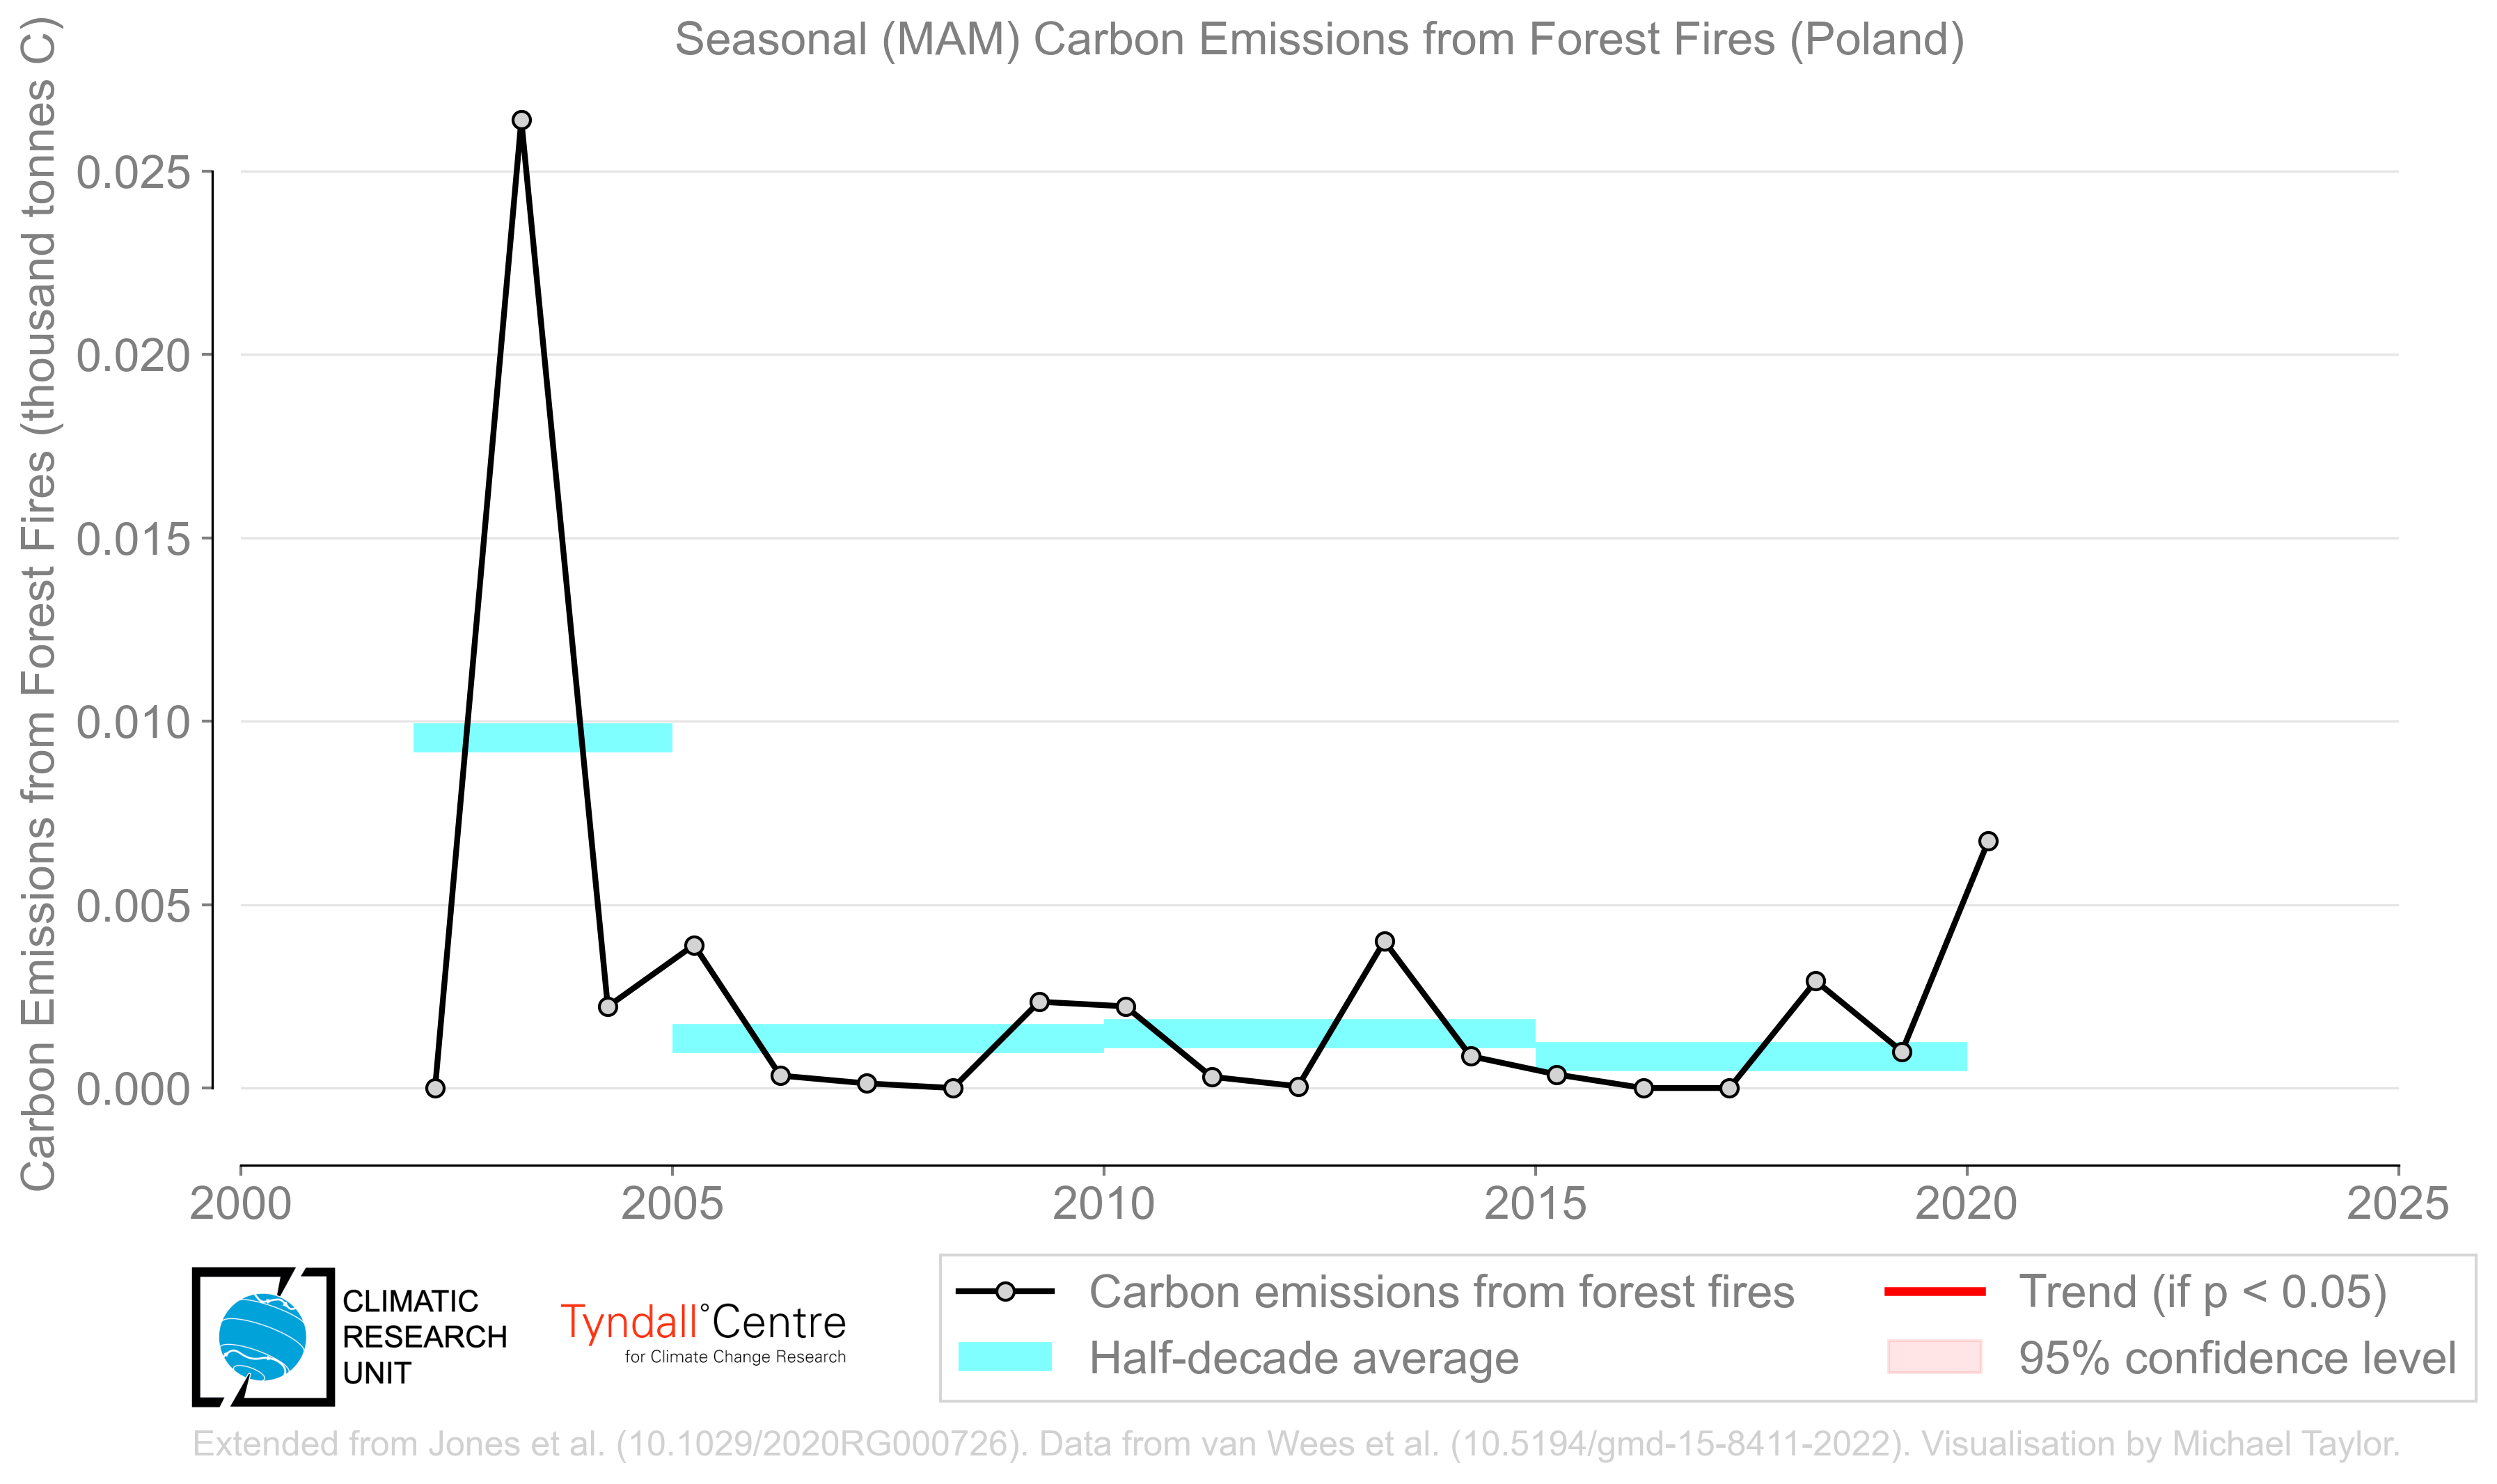 Seasonal (MAM) Carbon Emissions from Forest Fires (Poland)
Carbon Emissions from Forest Fires (thousand tonnes C)
0.025
0.020
0.015
0.010
0.005
0.000
2000 2005 2010 2015 2020 2025
CLIMATIC
RESEARCH
UNIT
Tyndall°Centre
for Climate Change Research
Carbon emissions from forest fires
Half-decade average
Trend (if p < 0.05)
95% confidence level
Extended from Jones et al. (10.1029/2020RG000726). Data from van Wees et al. (10.5194/gmd-15-8411-2022). Visualisation by Michael Taylor.